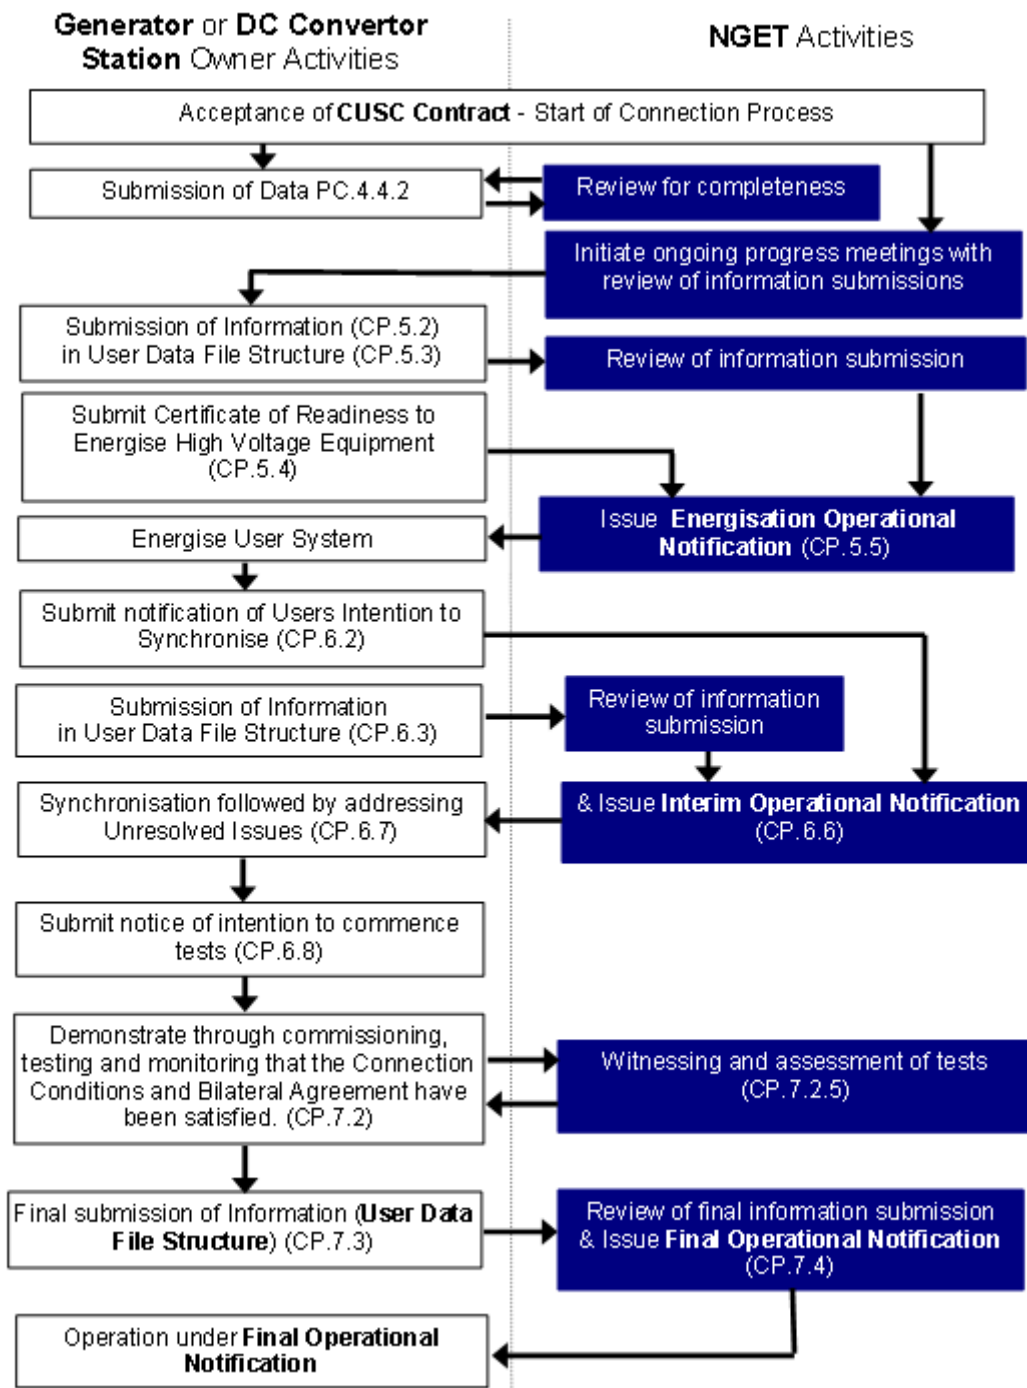 Generator or DC Convertor
Station Owner Activities
NGET Activities
Acceptance of CUSC Contract - Start of Connection Process
Submission of Data PC.4.4.2
Review for completeness
Initiate ongoing progress meetings with
review of information submissions
Submission of Information (CP.5.2)
in User Data File Structure (CP.5.3)
Review of information submission
Submit Certificate of Readiness to
Energise High Voltage Equipment
(CP.5.4)
Issue Energisation Operational
Notification (CP.5.5)
Energise User System
Submit notification of Users Intention to
Synchronise (CP.6.2)
Submission of Information
in User Data File Structure (CP.6.3)
Review of information
submission
Synchronisation followed by addressing
Unresolved Issues (CP.6.7)
& Issue Interim Operational Notification
(CP.6.6)
Submit notice of intention to commence
tests (CP.6.8)
Demonstrate through commissioning,
testing and monitoring that the Connection
Conditions and Bilateral Agreement have
been satisfied. (CP.7.2)
Witnessing and assessment of tests
(CP.7.2.5)
Final submission of Information (User Data
File Structure) (CP.7.3)
Review of final information submission
& Issue Final Operational Notification
(CP.7.4)
Operation under Final Operational
Notification